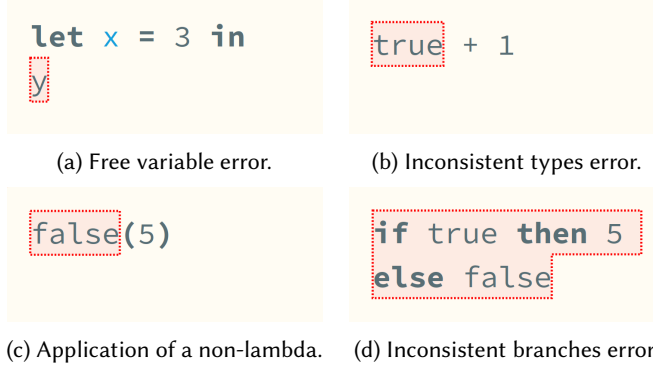 let x = 3 in
y
(a) Free variable error.
true + 1
(b) Inconsistent types error.
false(5)
(c) Application of a non-lambda.
if true then 5
else false
(d) Inconsistent branches error